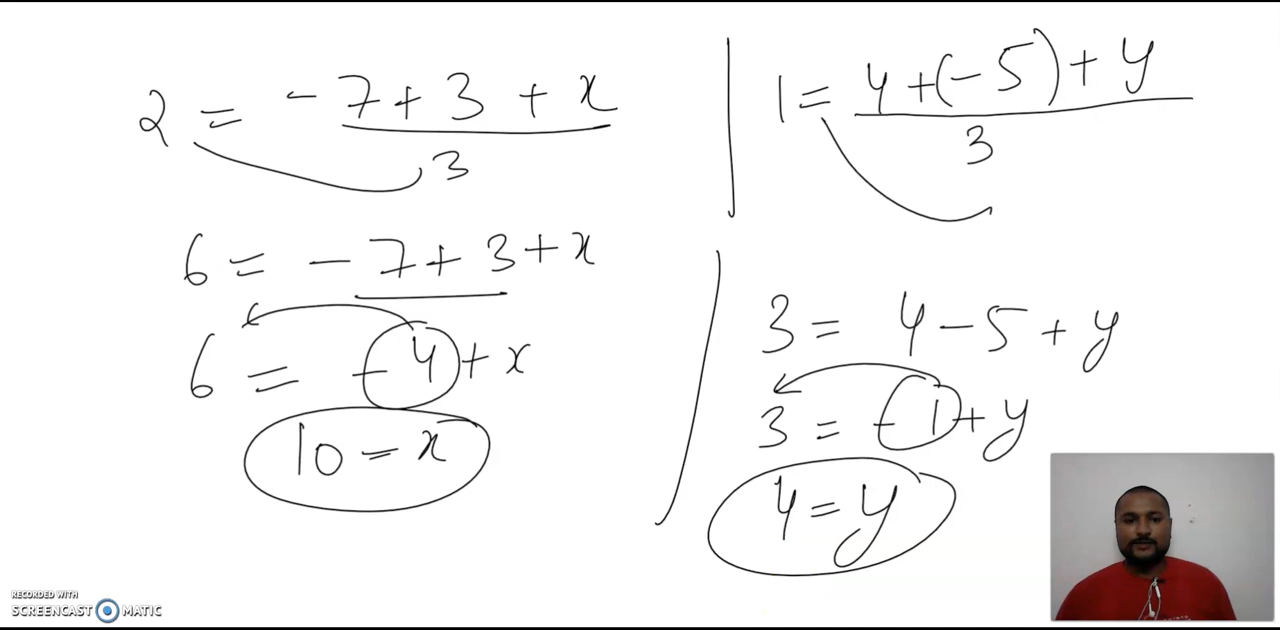 2 = -7+3+x
3
6 = -7+3+x
6 = -4+x
10=x
1= 4+(-5)+y
3
3= 4-5+y
3= -1+y
4=y
RECORDED WITH
SCREENCAST MATIC